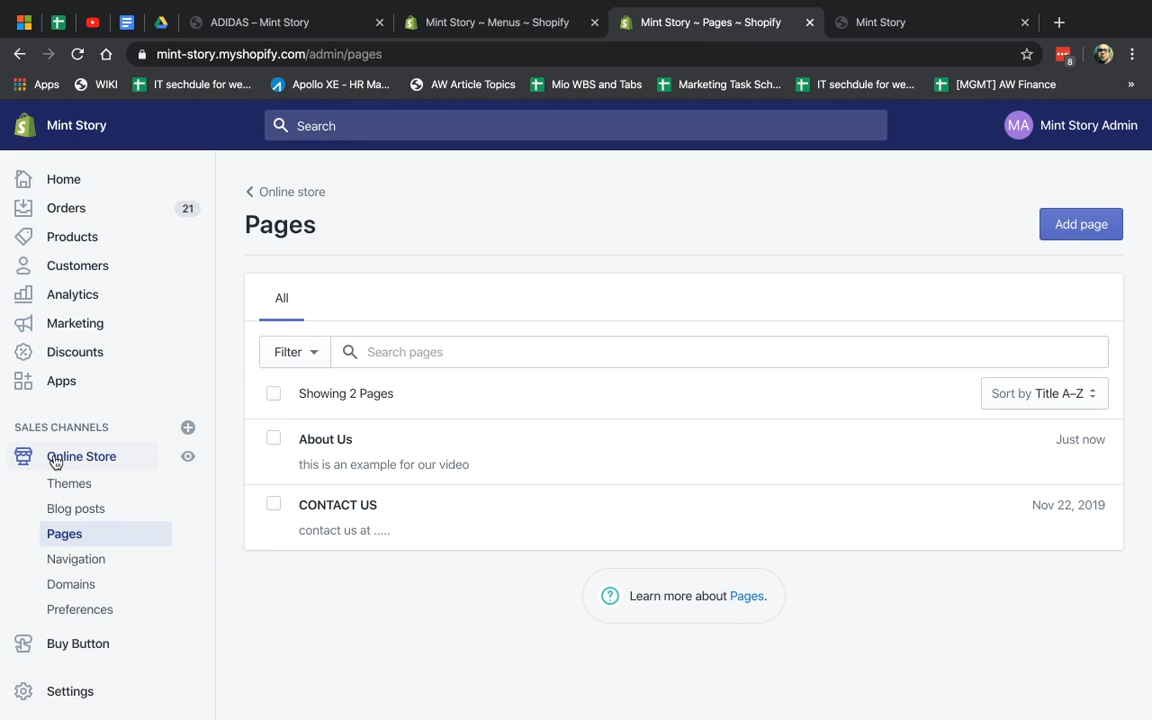 ADIDAS – Mint Story
Mint Story ~ Menus ~ Shopify
Mint Story ~ Pages ~ Shopify
Mint Story
mint-story.myshopify.com/admin/pages
8
Apps
WIKI
IT sechdule for we...
Apollo XE - HR Ma...
AW Article Topics
Mio WBS and Tabs
Marketing Task Sch...
IT sechdule for we...
[MGMT] AW Finance
»
Mint Story
Search
MA
Mint Story Admin
Home
Orders
21
Products
Customers
Analytics
Marketing
Discounts
Apps
SALES CHANNELS
Online Store
Themes
Blog posts
Pages
Navigation
Domains
Preferences
Buy Button
Settings
Online store
Pages
Add page
All
Filter
Search pages
Showing 2 Pages
Sort by Title A–Z
About Us
Just now
this is an example for our video
CONTACT US
Nov 22, 2019
contact us at .....
? Learn more about Pages.